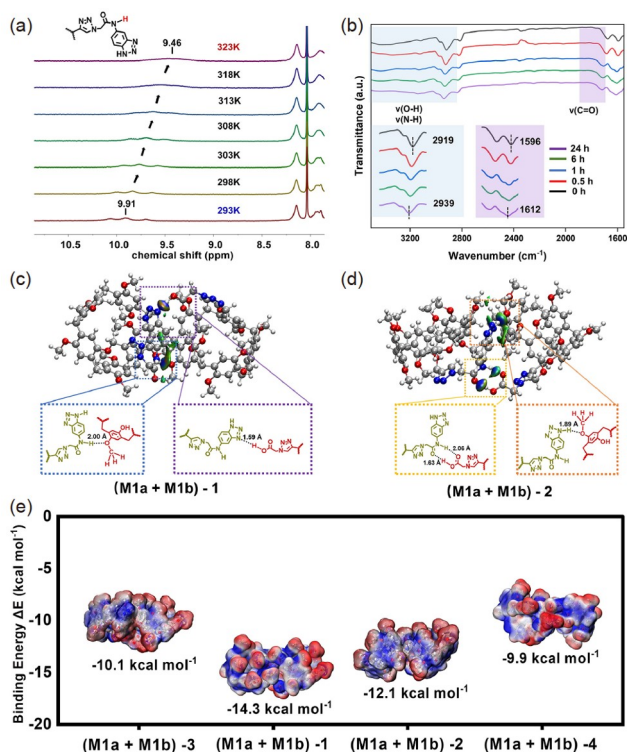 (a)
H
N
O
N=N
N
HN-N
9.46
323K
318K
313K
308K
303K
298K
9.91
293K
10.5
10.0
9.5
9.0
8.5
8.0
chemical shift (ppm)
(b)
Transmittance (a.u.)
ν(O-H)
ν(N-H)
ν(C=O)
2919
1596
2939
1612
24 h
6 h
1 h
0.5 h
0 h
3200
2400
1600
Wavenumber (cm⁻¹)
(c)
2.00 Å
1.59 Å
(M1a + M1b) - 1
(d)
2.06 Å
1.63 Å
1.89 Å
(M1a + M1b) - 2
(e)
Binding Energy ΔE (kcal mol⁻¹)
0
-5
-10
-15
-20
-10.1 kcal mol⁻¹
-14.3 kcal mol⁻¹
-12.1 kcal mol⁻¹
-9.9 kcal mol⁻¹
(M1a + M1b) -3
(M1a + M1b) -1
(M1a + M1b) -2
(M1a + M1b) -4